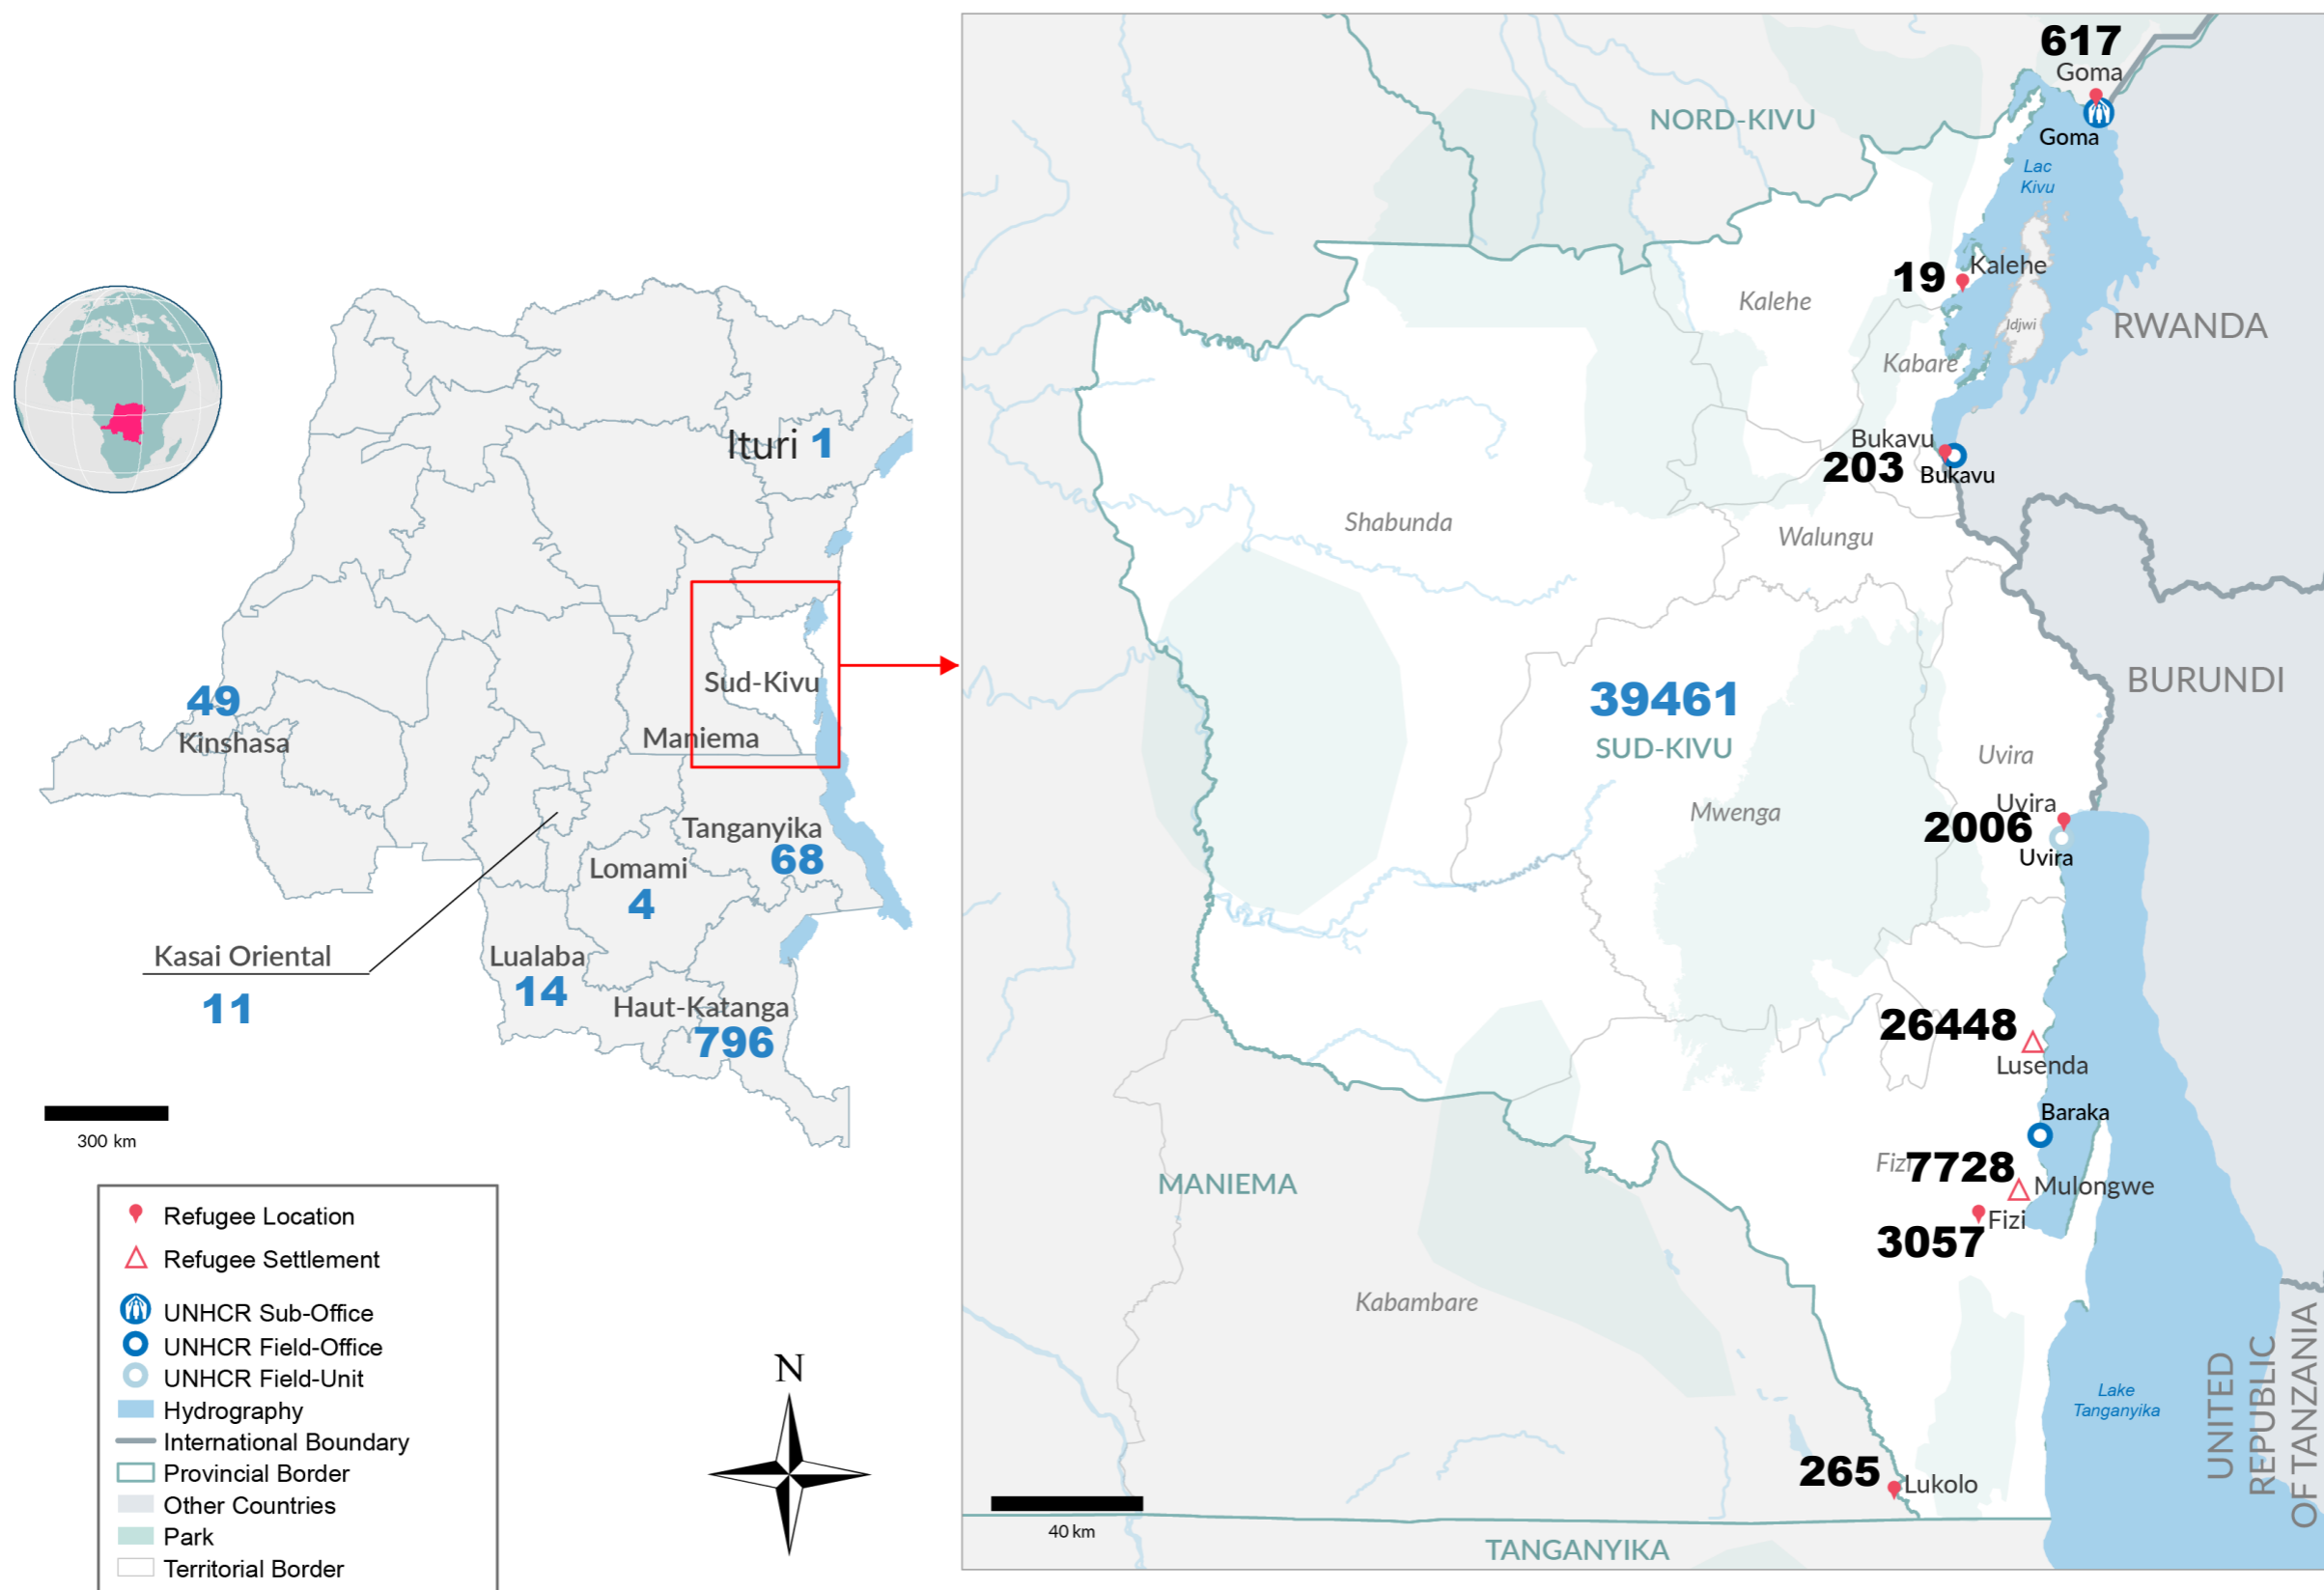 Ituri 1
Sud-Kivu
49
Kinshasa
Maniema
Tanganyika
68
Lomami
4
Kasai Oriental
11
Lualaba
14
Haut-Katanga
796
300 km
Refugee Location
Refugee Settlement
UNHCR Sub-Office
UNHCR Field-Office
UNHCR Field-Unit
Hydrography
International Boundary
Provincial Border
Other Countries
Park
Territorial Border
N
617
Goma
NORD-KIVU
Goma
Lac
Kivu
19
Kalehe
Kalehe
Idjwi
RWANDA
Kabare
Bukavu
203
Bukavu
Shabunda
Walungu
39461
SUD-KIVU
BURUNDI
Uvira
Mwenga
Uvira
2006
Uvira
26448
Lusenda
Baraka
Fizi
7728
Mulongwe
MANIEMA
Fizi
3057
Kabambare
Lake
Tanganyika
UNITED
REPUBLIC
OF TANZANIA
265
Lukolo
40 km
TANGANYIKA